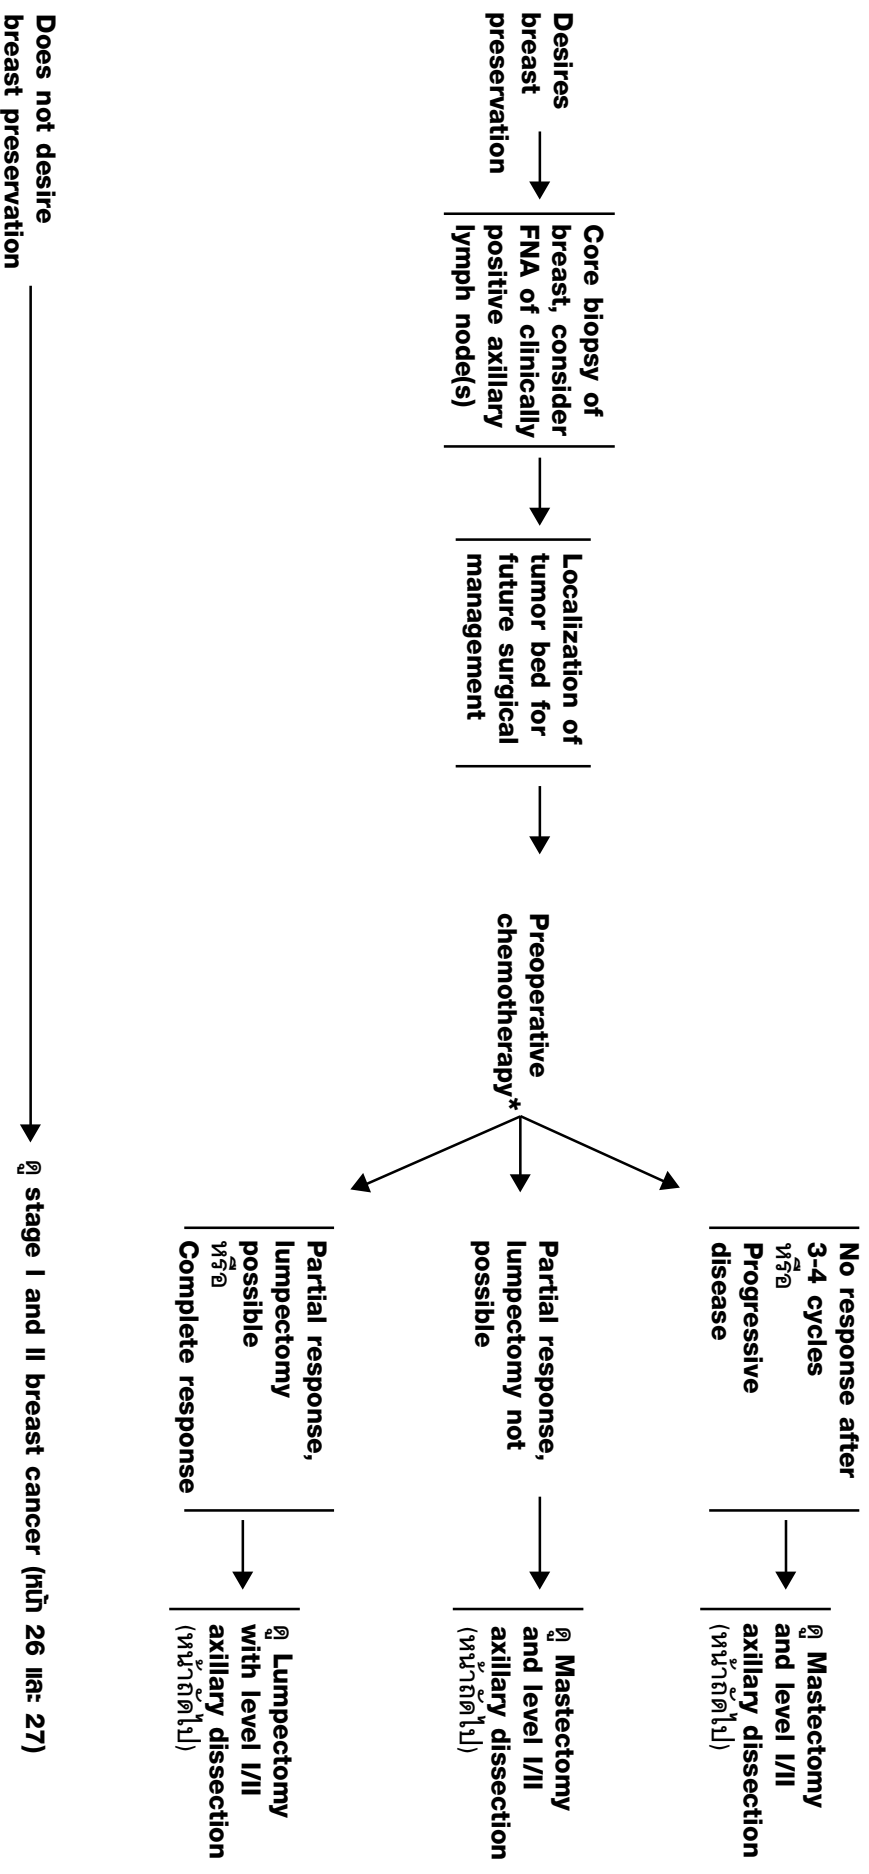 Desires
breast
preservation
Core biopsy of
breast, consider
FNA of clinically
positive axillary
lymph node(s)
Localization of
tumor bed for
future surgical
management
Preoperative
chemotherapy*
No response after
3-4 cycles
หรือ
Progressive
disease
ดู Mastectomy
and level I/II
axillary dissection
(หน้าถัดไป)
Partial response,
lumpectomy not
possible
ดู Mastectomy
and level I/II
axillary dissection
(หน้าถัดไป)
Partial response,
lumpectomy
possible
หรือ
Complete response
ดู Lumpectomy
with level I/II
axillary dissection
(หน้าถัดไป)
Does not desire
breast preservation
ดู stage I and II breast cancer (หน้า 26 และ 27)